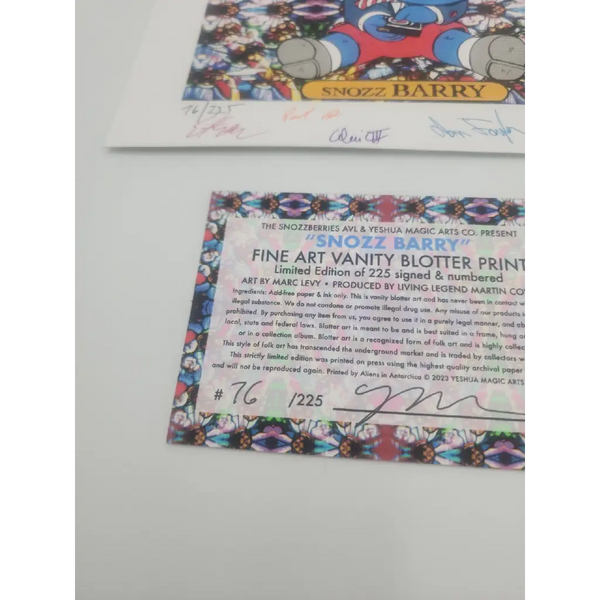 SNOZZ BARRY
76/225
THE SNOZZBERRIES AVL & YESHUA MAGIC ARTS CO. PRESENT
"SNOZZ BARRY"
FINE ART VANITY BLOTTER PRINT
Limited Edition of 225 signed & numbered
ART BY MARC LEVY • PRODUCED BY LIVING LEGEND MARTIN CO
Ingredients: Acid-free paper & ink only. This is vanity blotter art and has never been in contact w
illegal substance. We do not condone or promote illegal drug use. Any misuse of our products i
prohibited. By purchasing any item from us, you agree to use it in a purely legal manner, and ab
local, state and federal laws. Blotter art is meant to be and is best suited in a frame, hung o
or in a collection album. Blotter art is a recognized form of folk art and is highly collec
This style of folk art has transcended the underground market and is traded by collectors w
This strictly limited edition was printed on press using the highest quality archival paper
and will not be reproduced again. Printed by Aliens in Antarctica © 2023 YESHUA MAGIC ARTS
# 76 /225